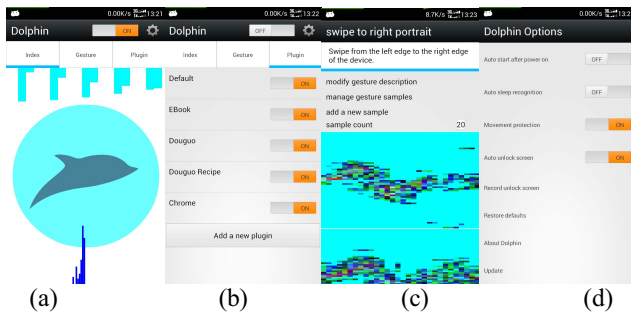 0.00K/s 13:21
Dolphin ON
Index Gesture Plugin
(a)
0.00K/s 13:22
Dolphin OFF
Index Gesture Plugin
Default ON
EBook ON
Douguo ON
Douguo Recipe ON
Chrome ON
Add a new plugin
(b)
8.7K/s 13:23
swipe to right portrait
Swipe from the left edge to the right edge
of the device.
modify gesture description
manage gesture samples
add a new sample
sample count 20
(c)
0.00K/s 13:23
Dolphin Options
Auto start after power on OFF
Auto sleep recognition OFF
Movement protection ON
Auto unlock screen ON
Record unlock screen
Restore defaults
About Dolphin
Update
(d)